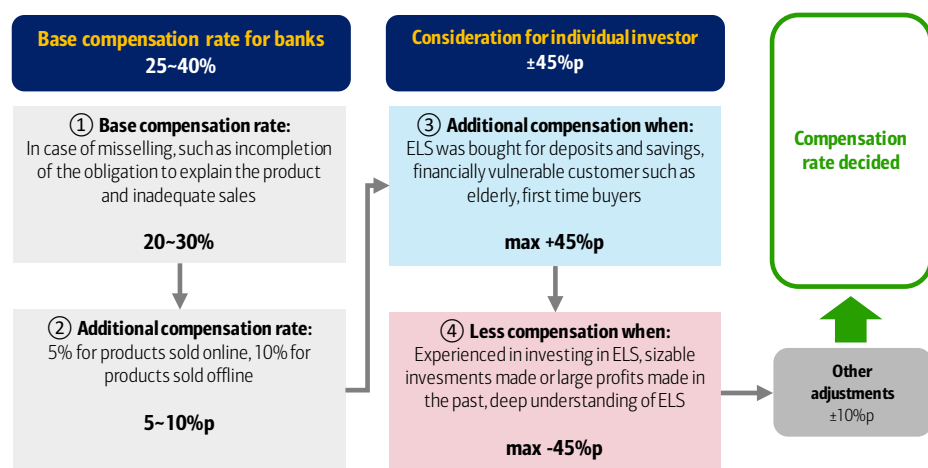 Base compensation rate for banks
25~40%
① Base compensation rate:
In case of misselling, such as incompletion
of the obligation to explain the product
and inadequate sales
20~30%
② Additional compensation rate:
5% for products sold online, 10% for
products sold offline
5~10%p
Consideration for individual investor
±45%p
③ Additional compensation when:
ELS was bought for deposits and savings,
financially vulnerable customer such as
elderly, first time buyers
max +45%p
④ Less compensation when:
Experienced in investing in ELS, sizable
invesments made or large profits made in
the past, deep understanding of ELS
max -45%p
Other
adjustments
±10%p
Compensation
rate decided